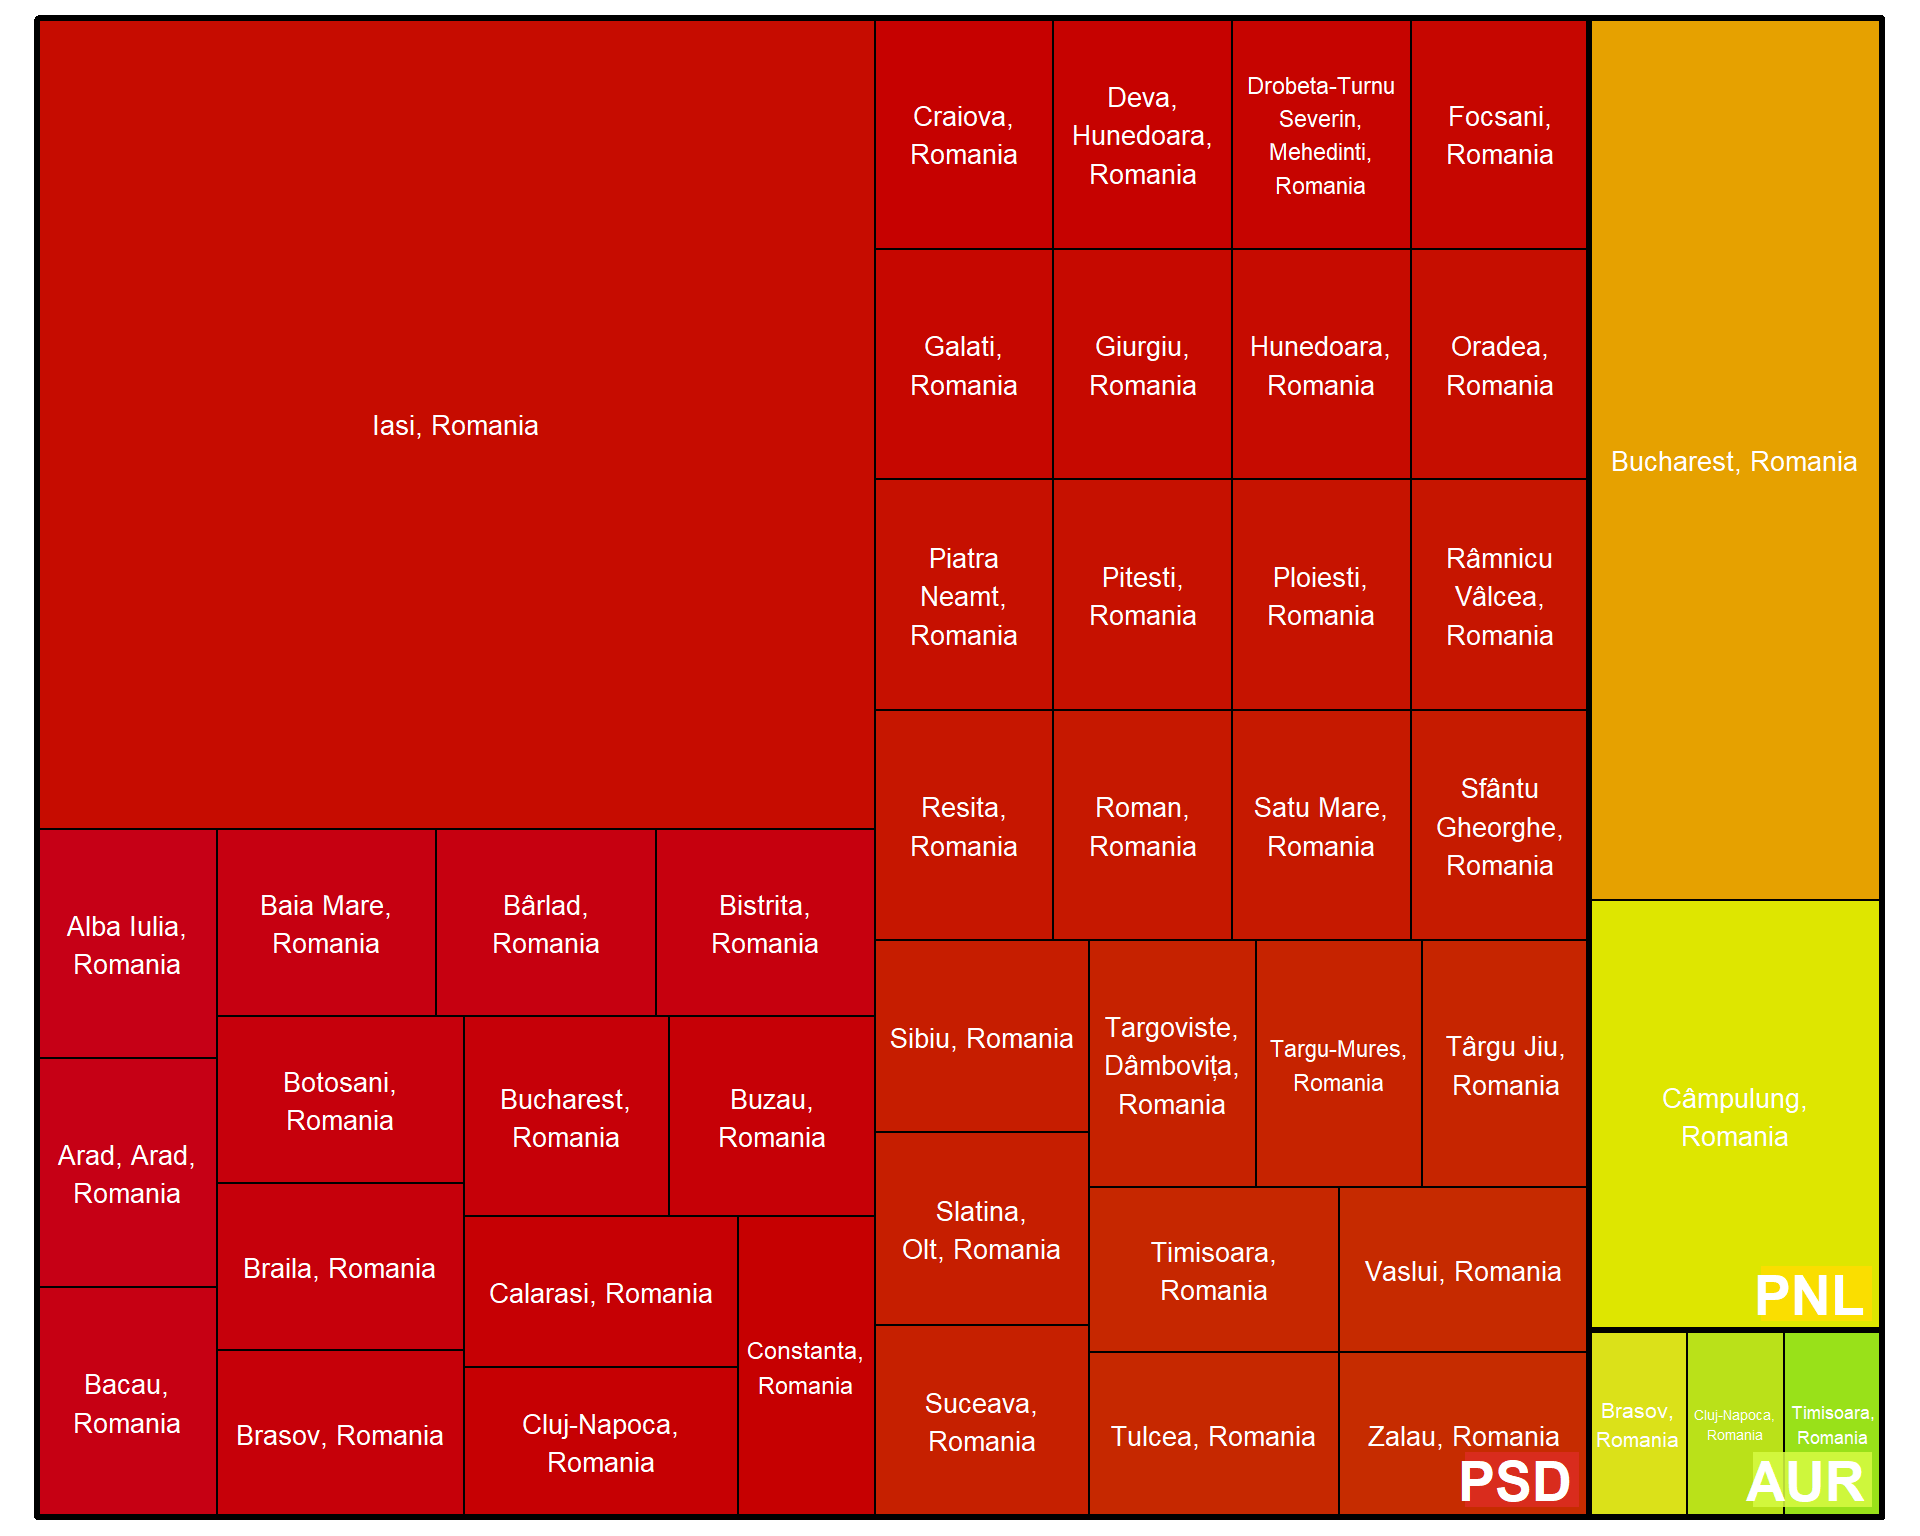 Iasi, Romania
Alba Iulia,
Romania
Arad, Arad,
Romania
Bacau,
Romania
Baia Mare,
Romania
Bârlad,
Romania
Bistrita,
Romania
Botosani,
Romania
Braila, Romania
Brasov, Romania
Bucharest,
Romania
Buzau,
Romania
Calarasi, Romania
Cluj-Napoca,
Romania
Constanta,
Romania
Craiova,
Romania
Deva,
Hunedoara,
Romania
Drobeta-Turnu
Severin,
Mehedinti,
Romania
Focsani,
Romania
Galati,
Romania
Giurgiu,
Romania
Hunedoara,
Romania
Oradea,
Romania
Piatra
Neamt,
Romania
Pitesti,
Romania
Ploiesti,
Romania
Râmnicu
Vâlcea,
Romania
Resita,
Romania
Roman,
Romania
Satu Mare,
Romania
Sfântu
Gheorghe,
Romania
Sibiu, Romania
Slatina,
Olt, Romania
Suceava,
Romania
Targoviste,
Dâmbovița,
Romania
Targu-Mures,
Romania
Târgu Jiu,
Romania
Timisoara,
Romania
Vaslui, Romania
Tulcea, Romania
Zalau, Romania
PSD
Bucharest, Romania
Câmpulung,
Romania
PNL
Brasov,
Romania
Cluj-Napoca,
Romania
Timisoara,
Romania
AUR